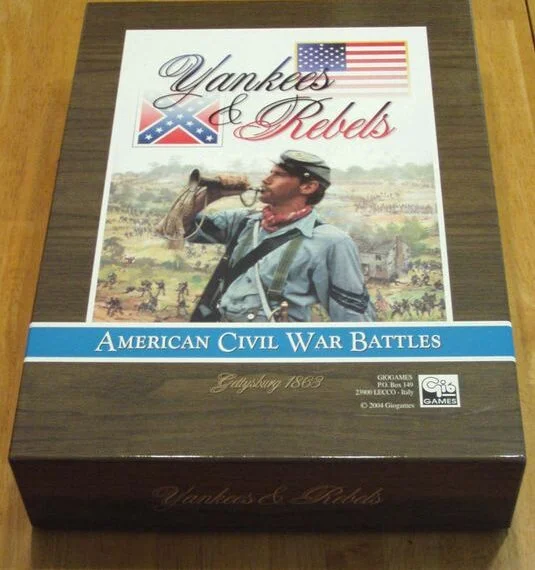 Yankees
& Rebels
AMERICAN CIVIL WAR BATTLES
Gettysburg 1863
GIOGAMES
P.O. Box 149
23900 LECCO - Italy
© 2004 Giogames
Gio
GAMES
Yankees & Rebels